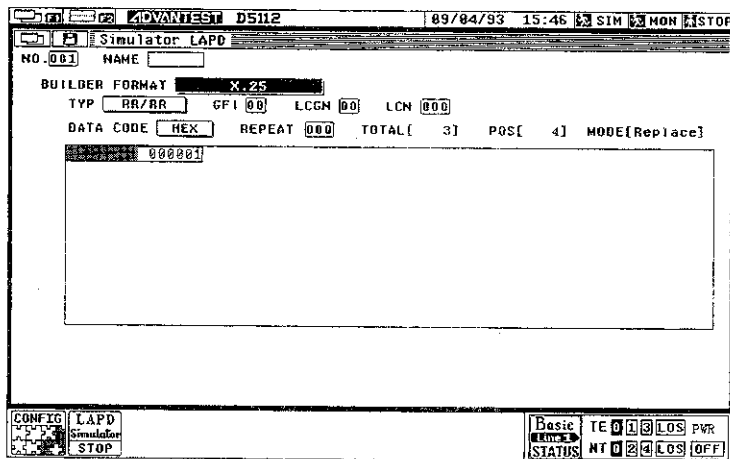 F1 F2 ADVANTEST D5112 09/04/93 15:46 SIM MON STOP
Simulator LAPD
NO.001 NAME
BUILDER FORMAT X.25
TYP RR/RR GFI 00 LCGN 00 LCN 000
DATA CODE HEX REPEAT 000 TOTAL[ 3] POS[ 4] MODE[Replace]
000001
CONFIG LAPD Simulator STOP
Basic Line1 STATUS
TE 0 1 3 LOS PWR
NT 0 2 4 LOS OFF